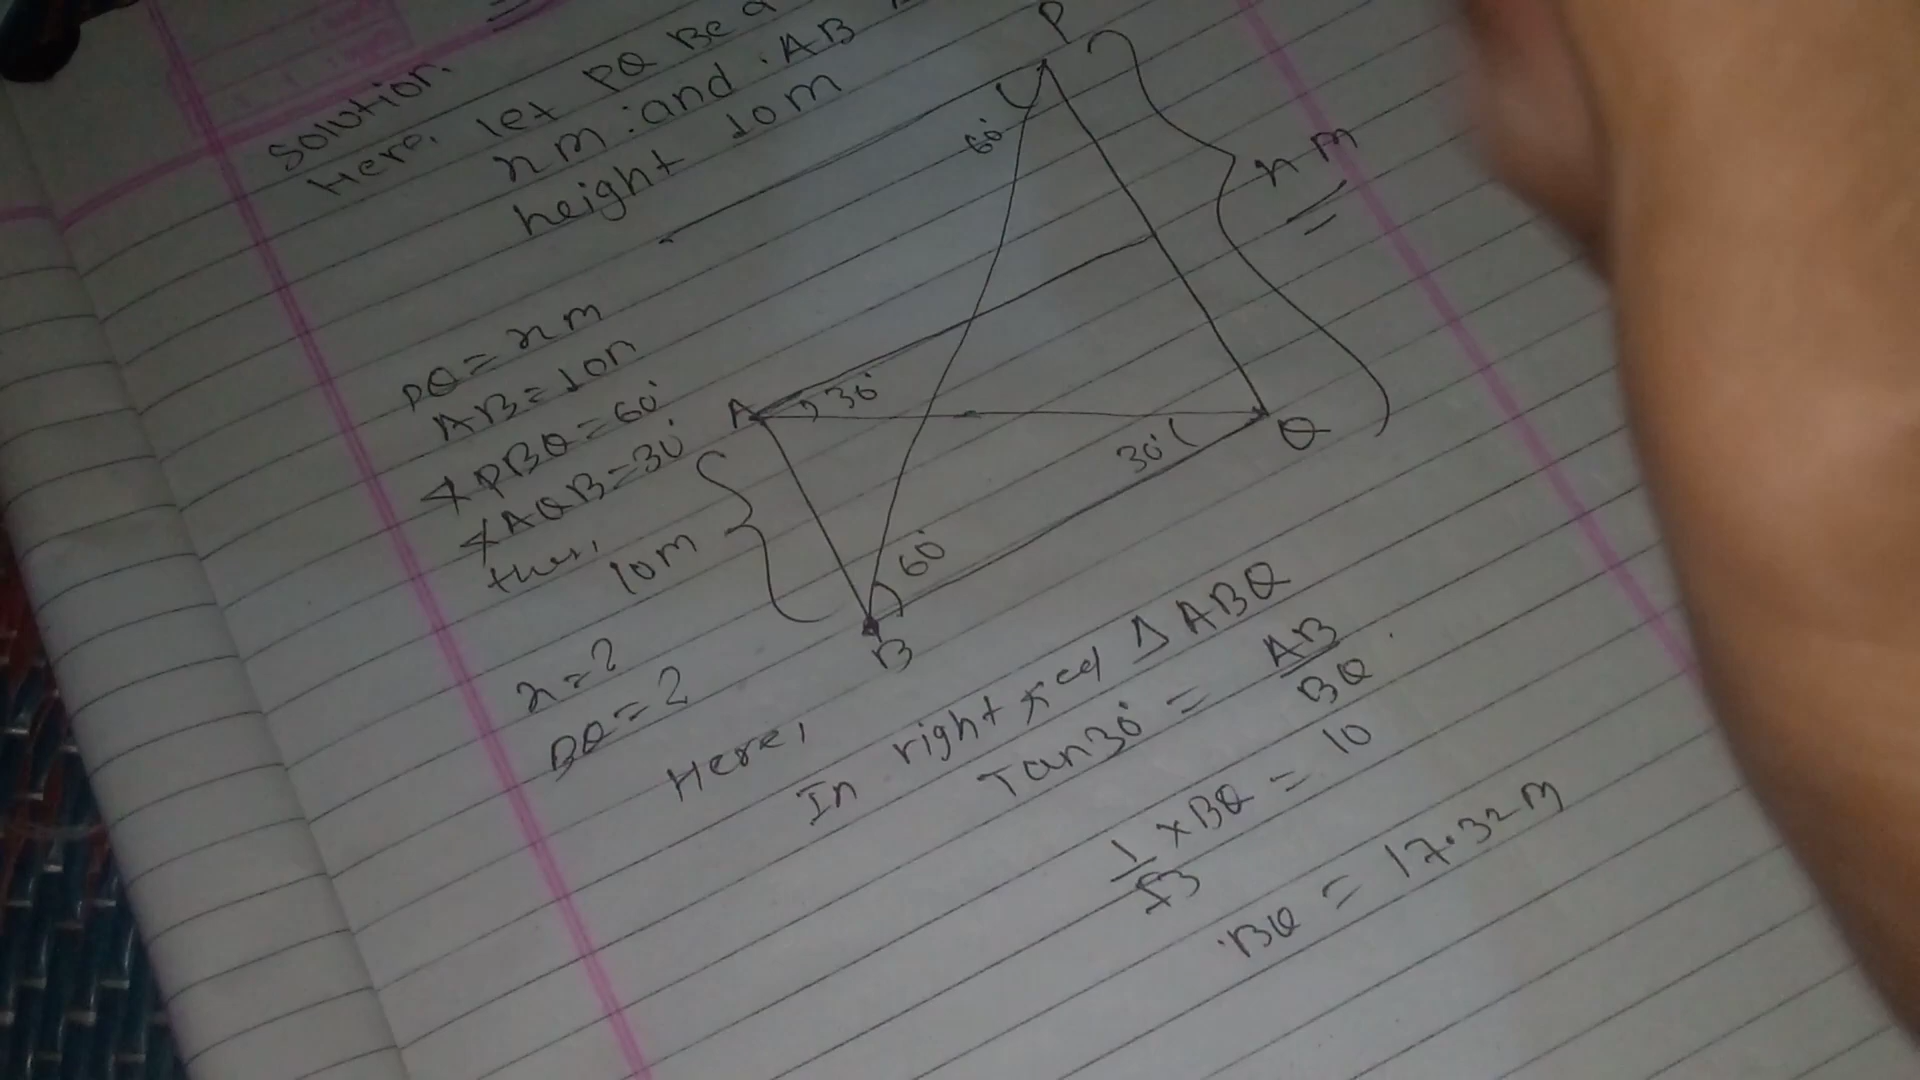 Solution.
Here, let PQ Be a
x m . and . AB
height 10m
P
60°
x m
PQ = x m
AB = 10m
∡PBQ = 60°
∡AQB = 30°
then,
A
30°
30°
Q
10m
60°
B
x = ?
BQ = ?
Here,
In right ∡ed Δ ABQ
Tan30° = AB/BQ
1/√3 × BQ = 10
BQ = 17.32 m